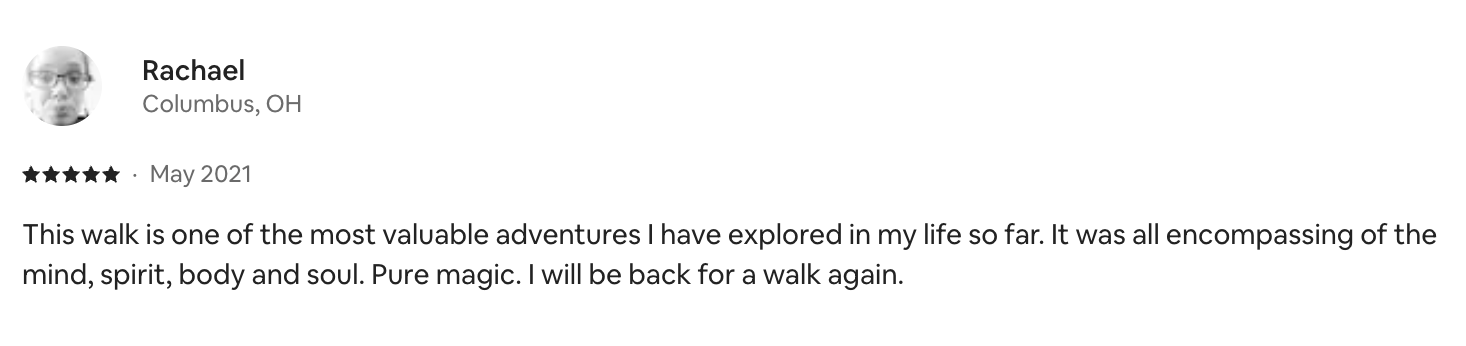 Rachael
Columbus, OH
★★★★★ · May 2021
This walk is one of the most valuable adventures I have explored in my life so far. It was all encompassing of the
mind, spirit, body and soul. Pure magic. I will be back for a walk again.